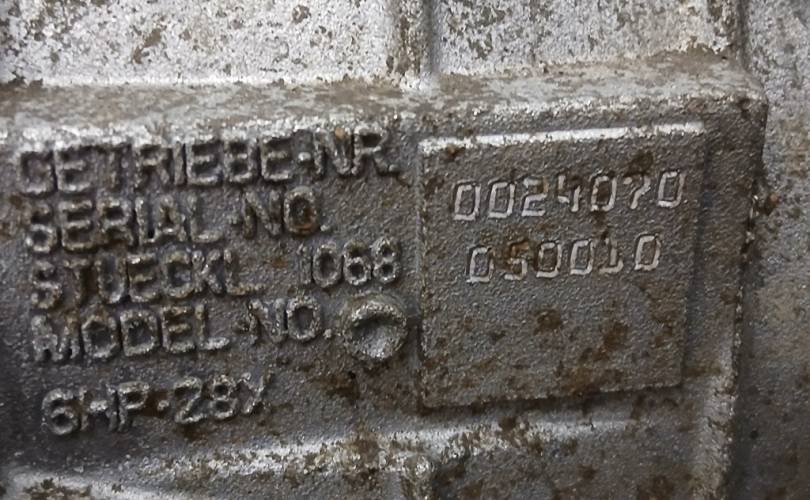 GETRIEBE-NR.
SERIAL-NO.
STUECKL. 1068
MODEL-NO.
6HP-28X
0024070
050010